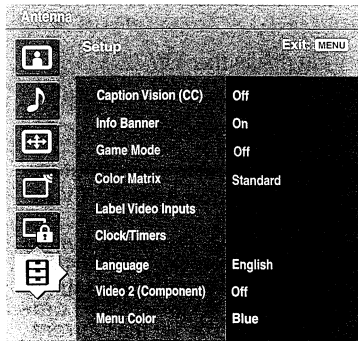 Antenna
Setup Exit: MENU
Caption Vision (CC) Off
Info Banner On
Game Mode Off
Color Matrix Standard
Label Video Inputs
Clock/Timers
Language English
Video 2 (Component) Off
Menu Color Blue